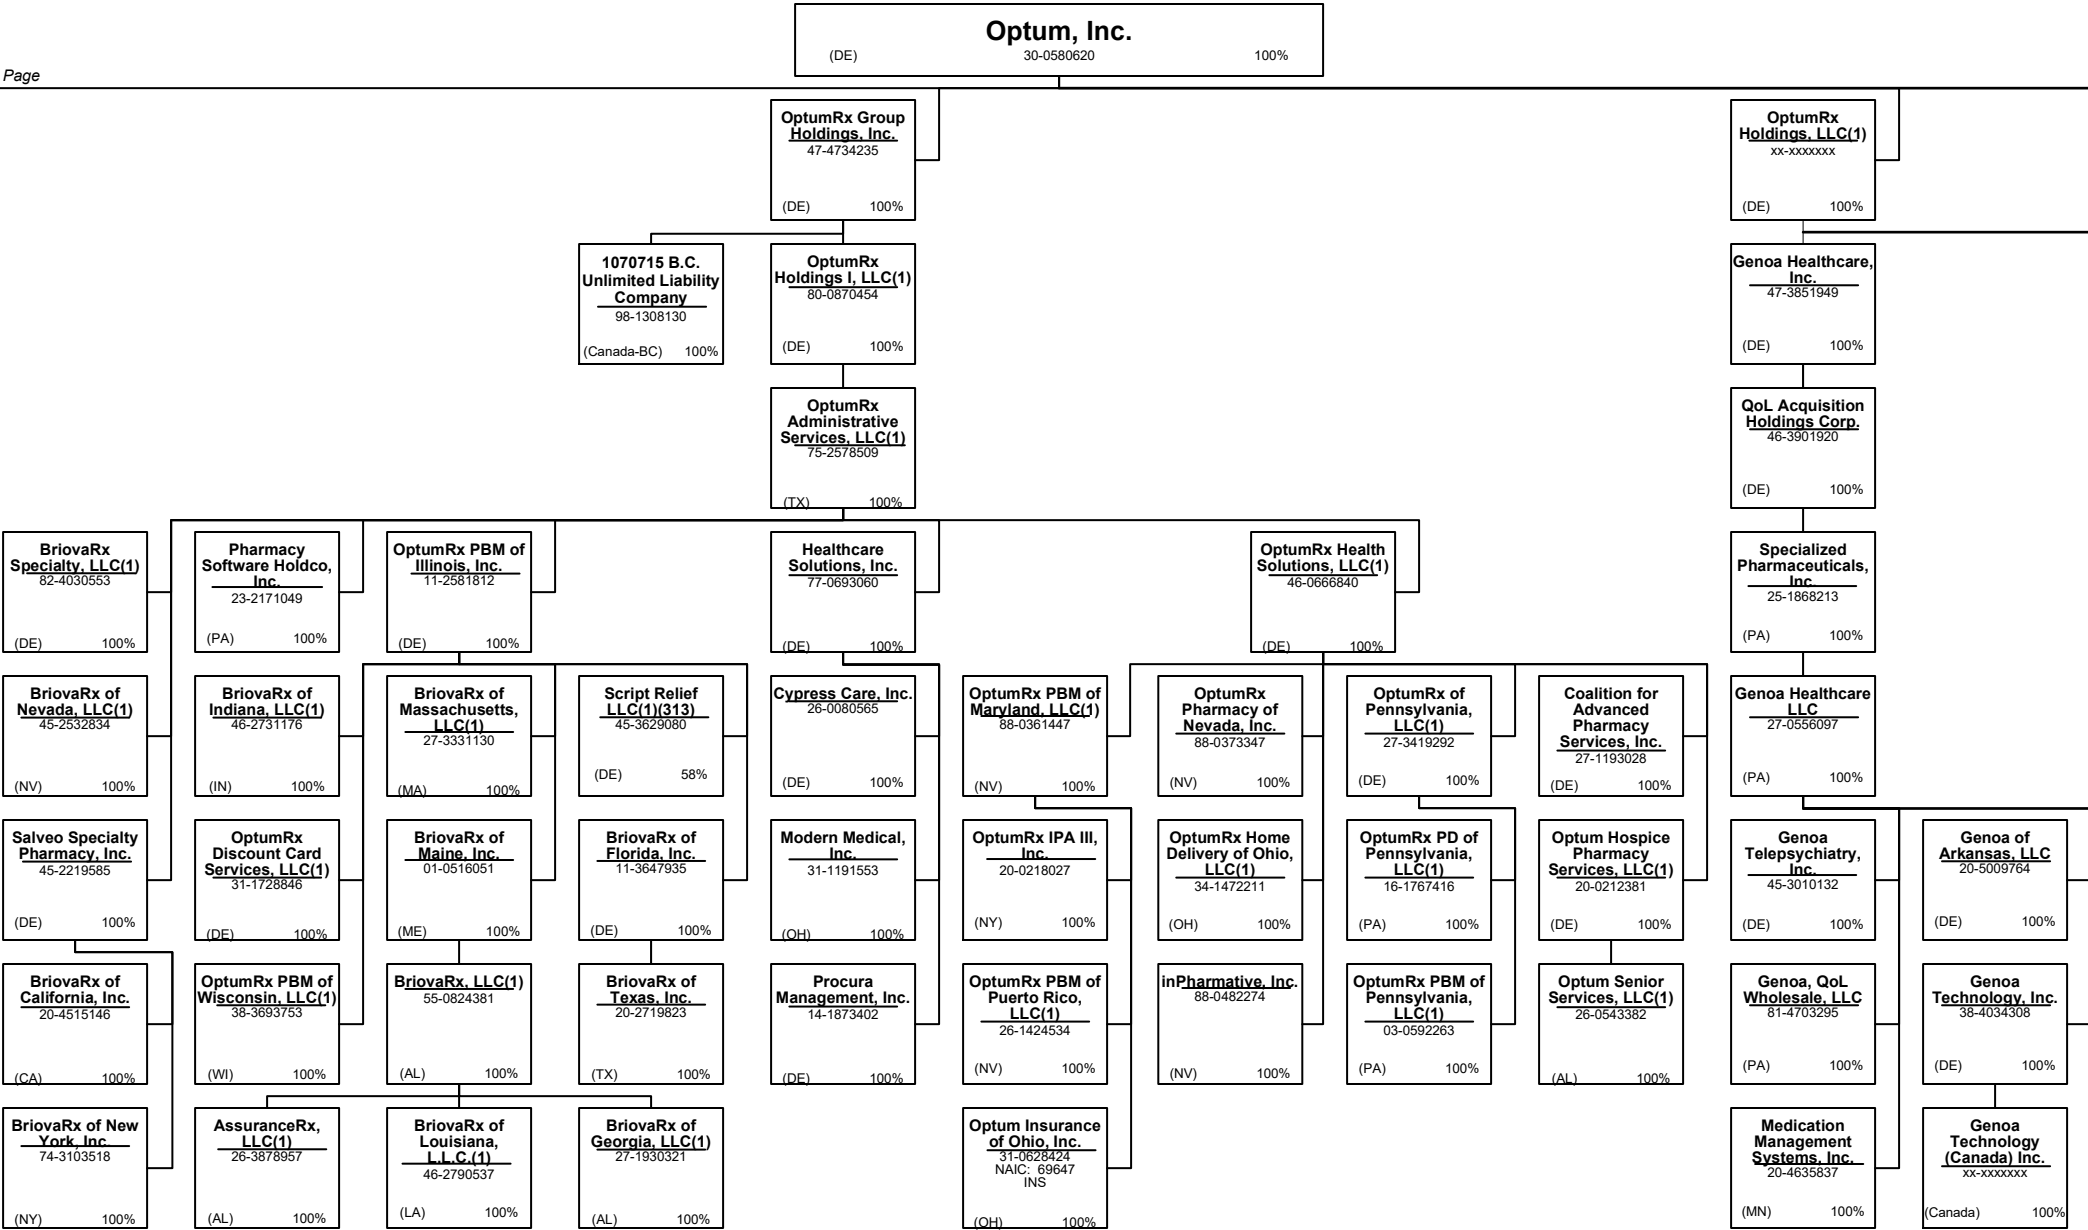 Optum, Inc.
(DE) 30-0580620 100%
Page
OptumRx Group
Holdings, Inc.
47-4734235
(DE) 100%
OptumRx
Holdings, LLC(1)
xx-xxxxxxx
(DE) 100%
1070715 B.C.
Unlimited Liability
Company
98-1308130
(Canada-BC) 100%
OptumRx
Holdings I, LLC(1)
80-0870454
(DE) 100%
Genoa Healthcare,
Inc.
47-3851949
(DE) 100%
OptumRx
Administrative
Services, LLC(1)
75-2578509
(TX) 100%
QoL Acquisition
Holdings Corp.
46-3901920
(DE) 100%
BriovaRx
Specialty, LLC(1)
82-4030553
(DE) 100%
Pharmacy
Software Holdco,
Inc.
23-2171049
(PA) 100%
OptumRx PBM of
Illinois, Inc.
11-2581812
(DE) 100%
Healthcare
Solutions, Inc.
77-0693060
(DE) 100%
OptumRx Health
Solutions, LLC(1)
46-0666840
(DE) 100%
Specialized
Pharmaceuticals,
Inc.
25-1868213
(PA) 100%
BriovaRx of
Nevada, LLC(1)
45-2532834
(NV) 100%
BriovaRx of
Indiana, LLC(1)
46-2731176
(IN) 100%
BriovaRx of
Massachusetts,
LLC(1)
27-3331130
(MA) 100%
Script Relief
LLC(1)(313)
45-3629080
(DE) 58%
Cypress Care, Inc.
26-0080565
(DE) 100%
OptumRx PBM of
Maryland, LLC(1)
88-0361447
(NV) 100%
OptumRx
Pharmacy of
Nevada, Inc.
88-0373347
(NV) 100%
OptumRx of
Pennsylvania,
LLC(1)
27-3419292
(DE) 100%
Coalition for
Advanced
Pharmacy
Services, Inc.
27-1193028
(DE) 100%
Genoa Healthcare
LLC
27-0556097
(PA) 100%
Salveo Specialty
Pharmacy, Inc.
45-2219585
(DE) 100%
OptumRx
Discount Card
Services, LLC(1)
31-1728846
(DE) 100%
BriovaRx of
Maine, Inc.
01-0516051
(ME) 100%
BriovaRx of
Florida, Inc.
11-3647935
(DE) 100%
Modern Medical,
Inc.
31-1191553
(OH) 100%
OptumRx IPA III,
Inc.
20-0218027
(NY) 100%
OptumRx Home
Delivery of Ohio,
LLC(1)
34-1472211
(OH) 100%
OptumRx PD of
Pennsylvania,
LLC(1)
16-1767416
(PA) 100%
Optum Hospice
Pharmacy
Services, LLC(1)
20-0212381
(DE) 100%
Genoa
Telepsychiatry,
Inc.
45-3010132
(DE) 100%
Genoa of
Arkansas, LLC
20-5009764
(DE) 100%
BriovaRx of
California, Inc.
20-4515146
(CA) 100%
OptumRx PBM of
Wisconsin, LLC(1)
38-3693753
(WI) 100%
BriovaRx, LLC(1)
55-0824381
(AL) 100%
BriovaRx of
Texas, Inc.
20-2719823
(TX) 100%
Procura
Management, Inc.
14-1873402
(DE) 100%
OptumRx PBM of
Puerto Rico,
LLC(1)
26-1424534
(NV) 100%
inPharmative, Inc.
88-0482274
(NV) 100%
OptumRx PBM of
Pennsylvania,
LLC(1)
03-0592263
(PA) 100%
Optum Senior
Services, LLC(1)
26-0543382
(AL) 100%
Genoa, QoL
Wholesale, LLC
81-4703295
(PA) 100%
Genoa
Technology, Inc.
38-4034308
(DE) 100%
BriovaRx of New
York, Inc.
74-3103518
(NY) 100%
AssuranceRx,
LLC(1)
26-3878957
(AL) 100%
BriovaRx of
Louisiana,
L.L.C.(1)
46-2790537
(LA) 100%
BriovaRx of
Georgia, LLC(1)
27-1930321
(AL) 100%
Optum Insurance
of Ohio, Inc.
31-0628424
NAIC: 69647
INS
(OH) 100%
Medication
Management
Systems, Inc.
20-4635837
(MN) 100%
Genoa
Technology
(Canada) Inc.
xx-xxxxxxx
(Canada) 100%